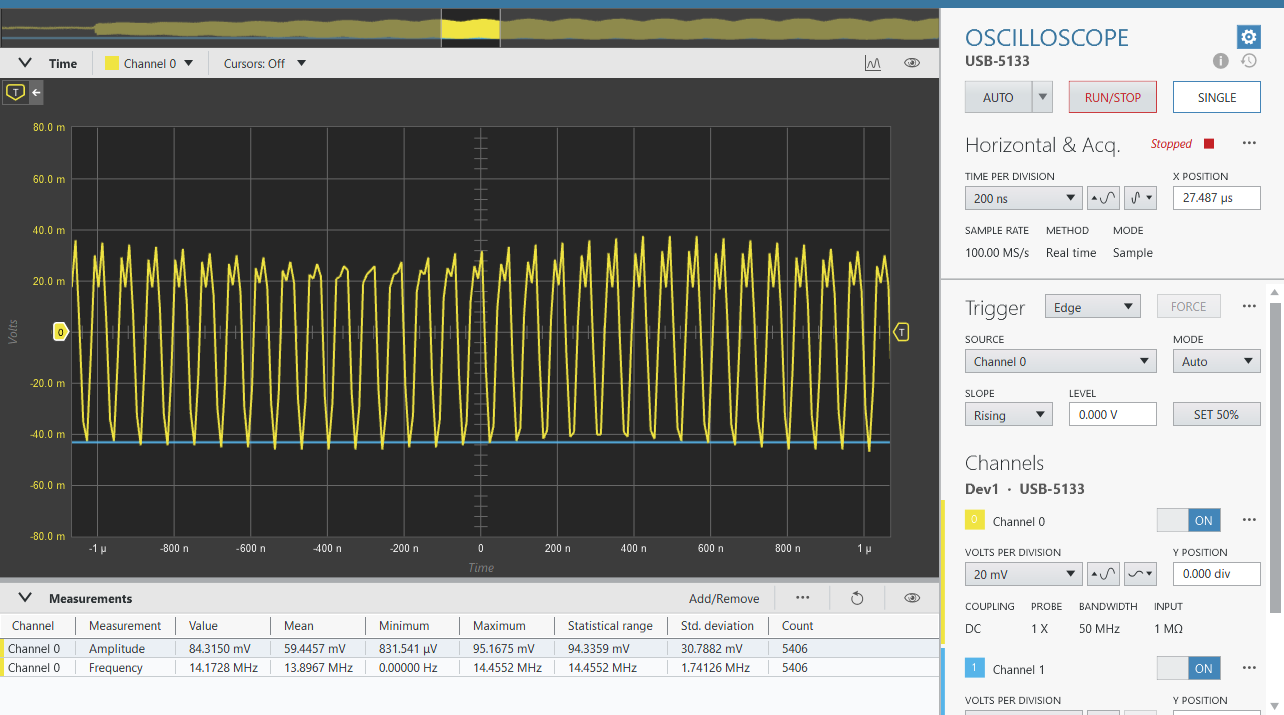 Time
Channel 0
Cursors: Off
T
80.0 m
60.0 m
40.0 m
20.0 m
0
-20.0 m
-40.0 m
-60.0 m
-80.0 m
Volts
T
-1 µ
-800 n
-600 n
-400 n
-200 n
0
200 n
400 n
600 n
800 n
1 µ
Time
Measurements
Add/Remove
Channel Measurement Value Mean Minimum Maximum Statistical range Std. deviation Count
Channel 0 Amplitude 84.3150 mV 59.4457 mV 831.541 µV 95.1675 mV 94.3359 mV 30.7882 mV 5406
Channel 0 Frequency 14.1728 MHz 13.8967 MHz 0.00000 Hz 14.4552 MHz 14.4552 MHz 1.74126 MHz 5406
OSCILLOSCOPE
USB-5133
AUTO RUN/STOP SINGLE
Horizontal & Acq. Stopped
TIME PER DIVISION X POSITION
200 ns 27.487 µs
SAMPLE RATE METHOD MODE
100.00 MS/s Real time Sample
Trigger Edge FORCE
SOURCE MODE
Channel 0 Auto
SLOPE LEVEL
Rising 0.000 V SET 50%
Channels
Dev1 · USB-5133
0 Channel 0 ON
VOLTS PER DIVISION Y POSITION
20 mV 0.000 div
COUPLING PROBE BANDWIDTH INPUT
DC 1 X 50 MHz 1 MΩ
1 Channel 1 ON
VOLTS PER DIVISION Y POSITION